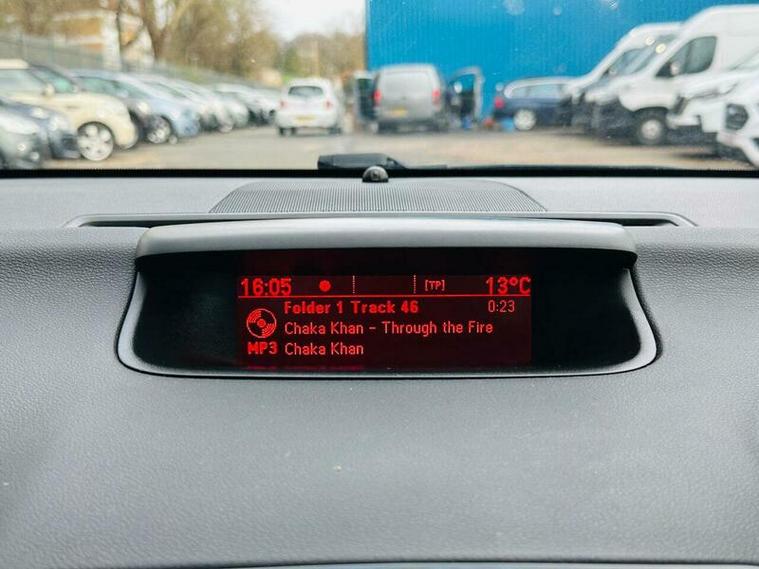 16:05 [TP] 13°C
Folder 1 Track 46 0:23
Chaka Khan - Through the Fire
MP3 Chaka Khan